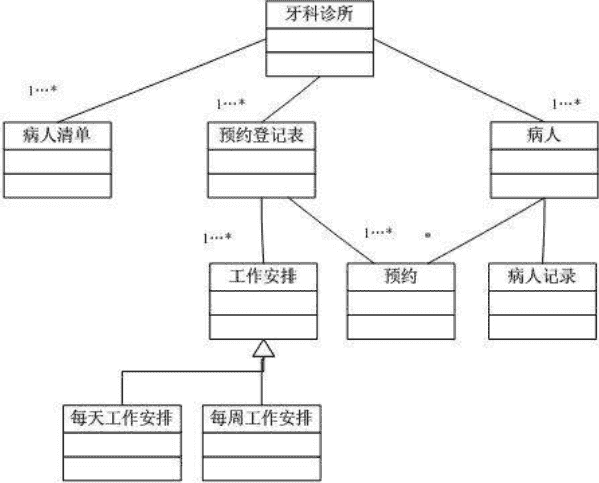 牙科诊所
1…*
1…*
1…*
病人清单
预约登记表
病人
1…*
1…*
*
工作安排
预约
病人记录
每天工作安排
每周工作安排